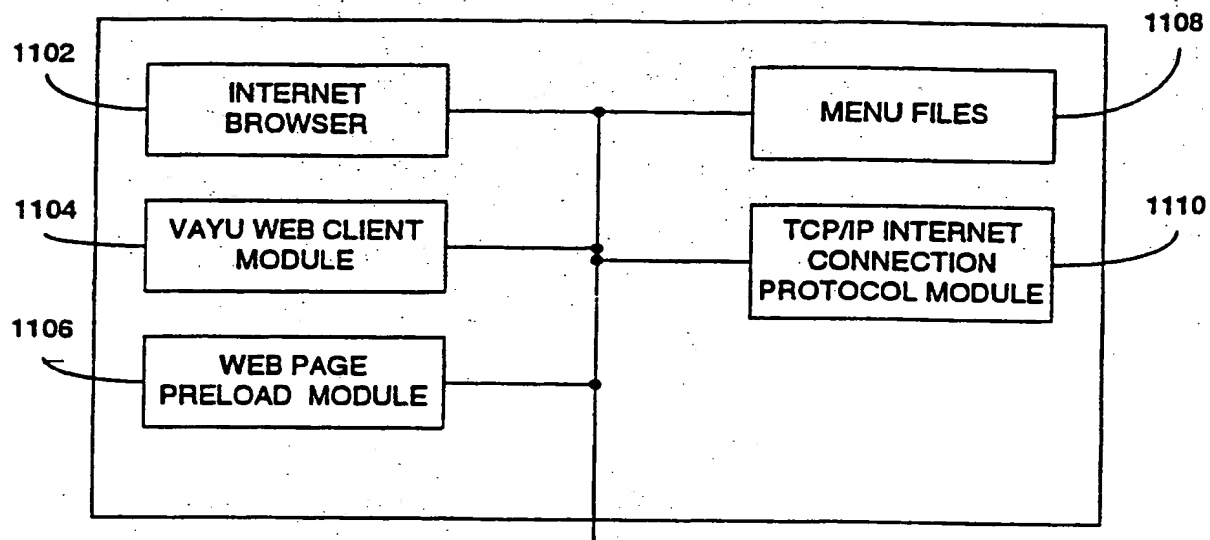 1102
INTERNET
BROWSER
1104
VAYU WEB CLIENT
MODULE
1106
WEB PAGE
PRELOAD MODULE
1108
MENU FILES
1110
TCP/IP INTERNET
CONNECTION
PROTOCOL MODULE